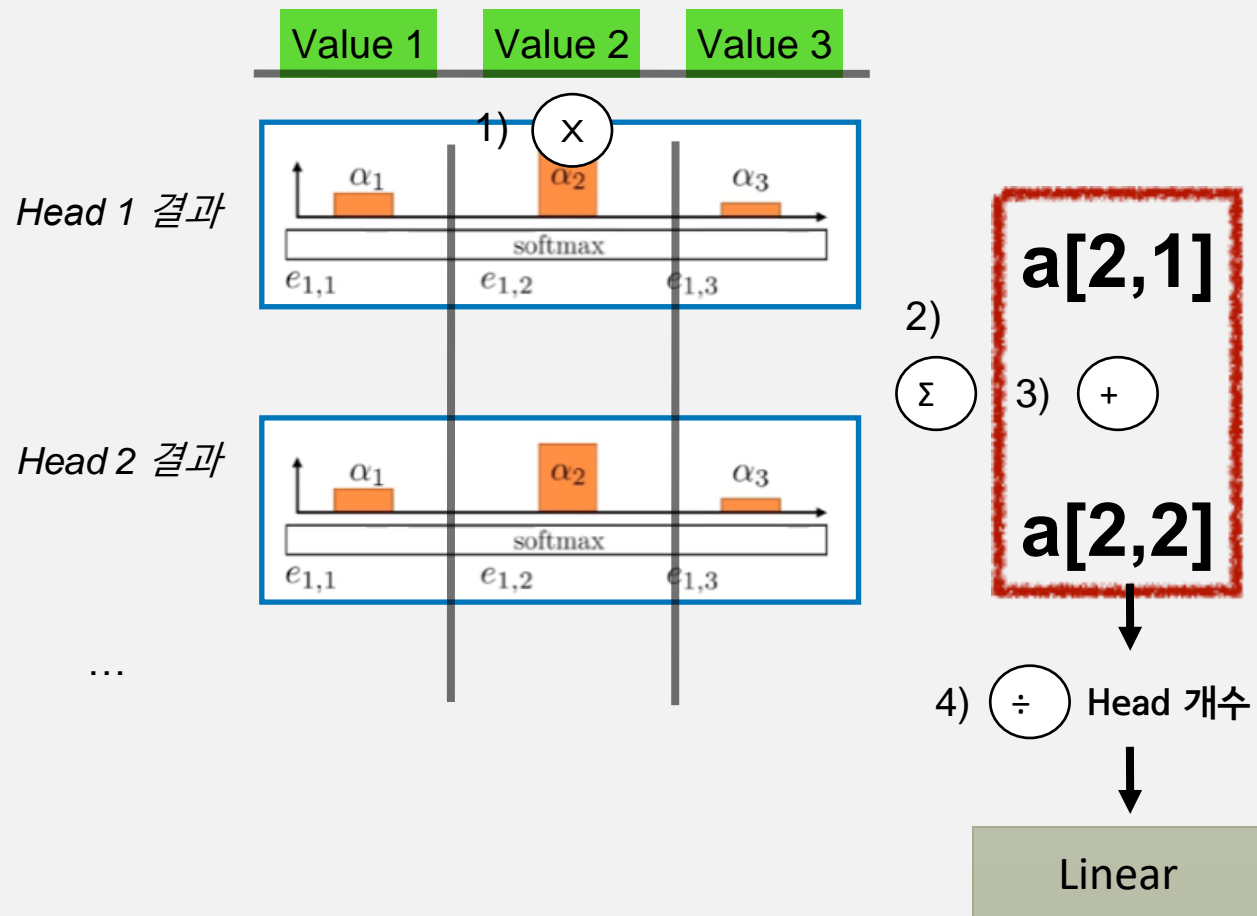 Value 1 Value 2 Value 3
1) X
Head 1 결과
α1 α2 α3
softmax
e1,1 e1,2 e1,3
a[2,1]
2)
Σ 3) +
Head 2 결과
α1 α2 α3
softmax
e1,1 e1,2 e1,3
a[2,2]
…
4) ÷ Head 개수
Linear